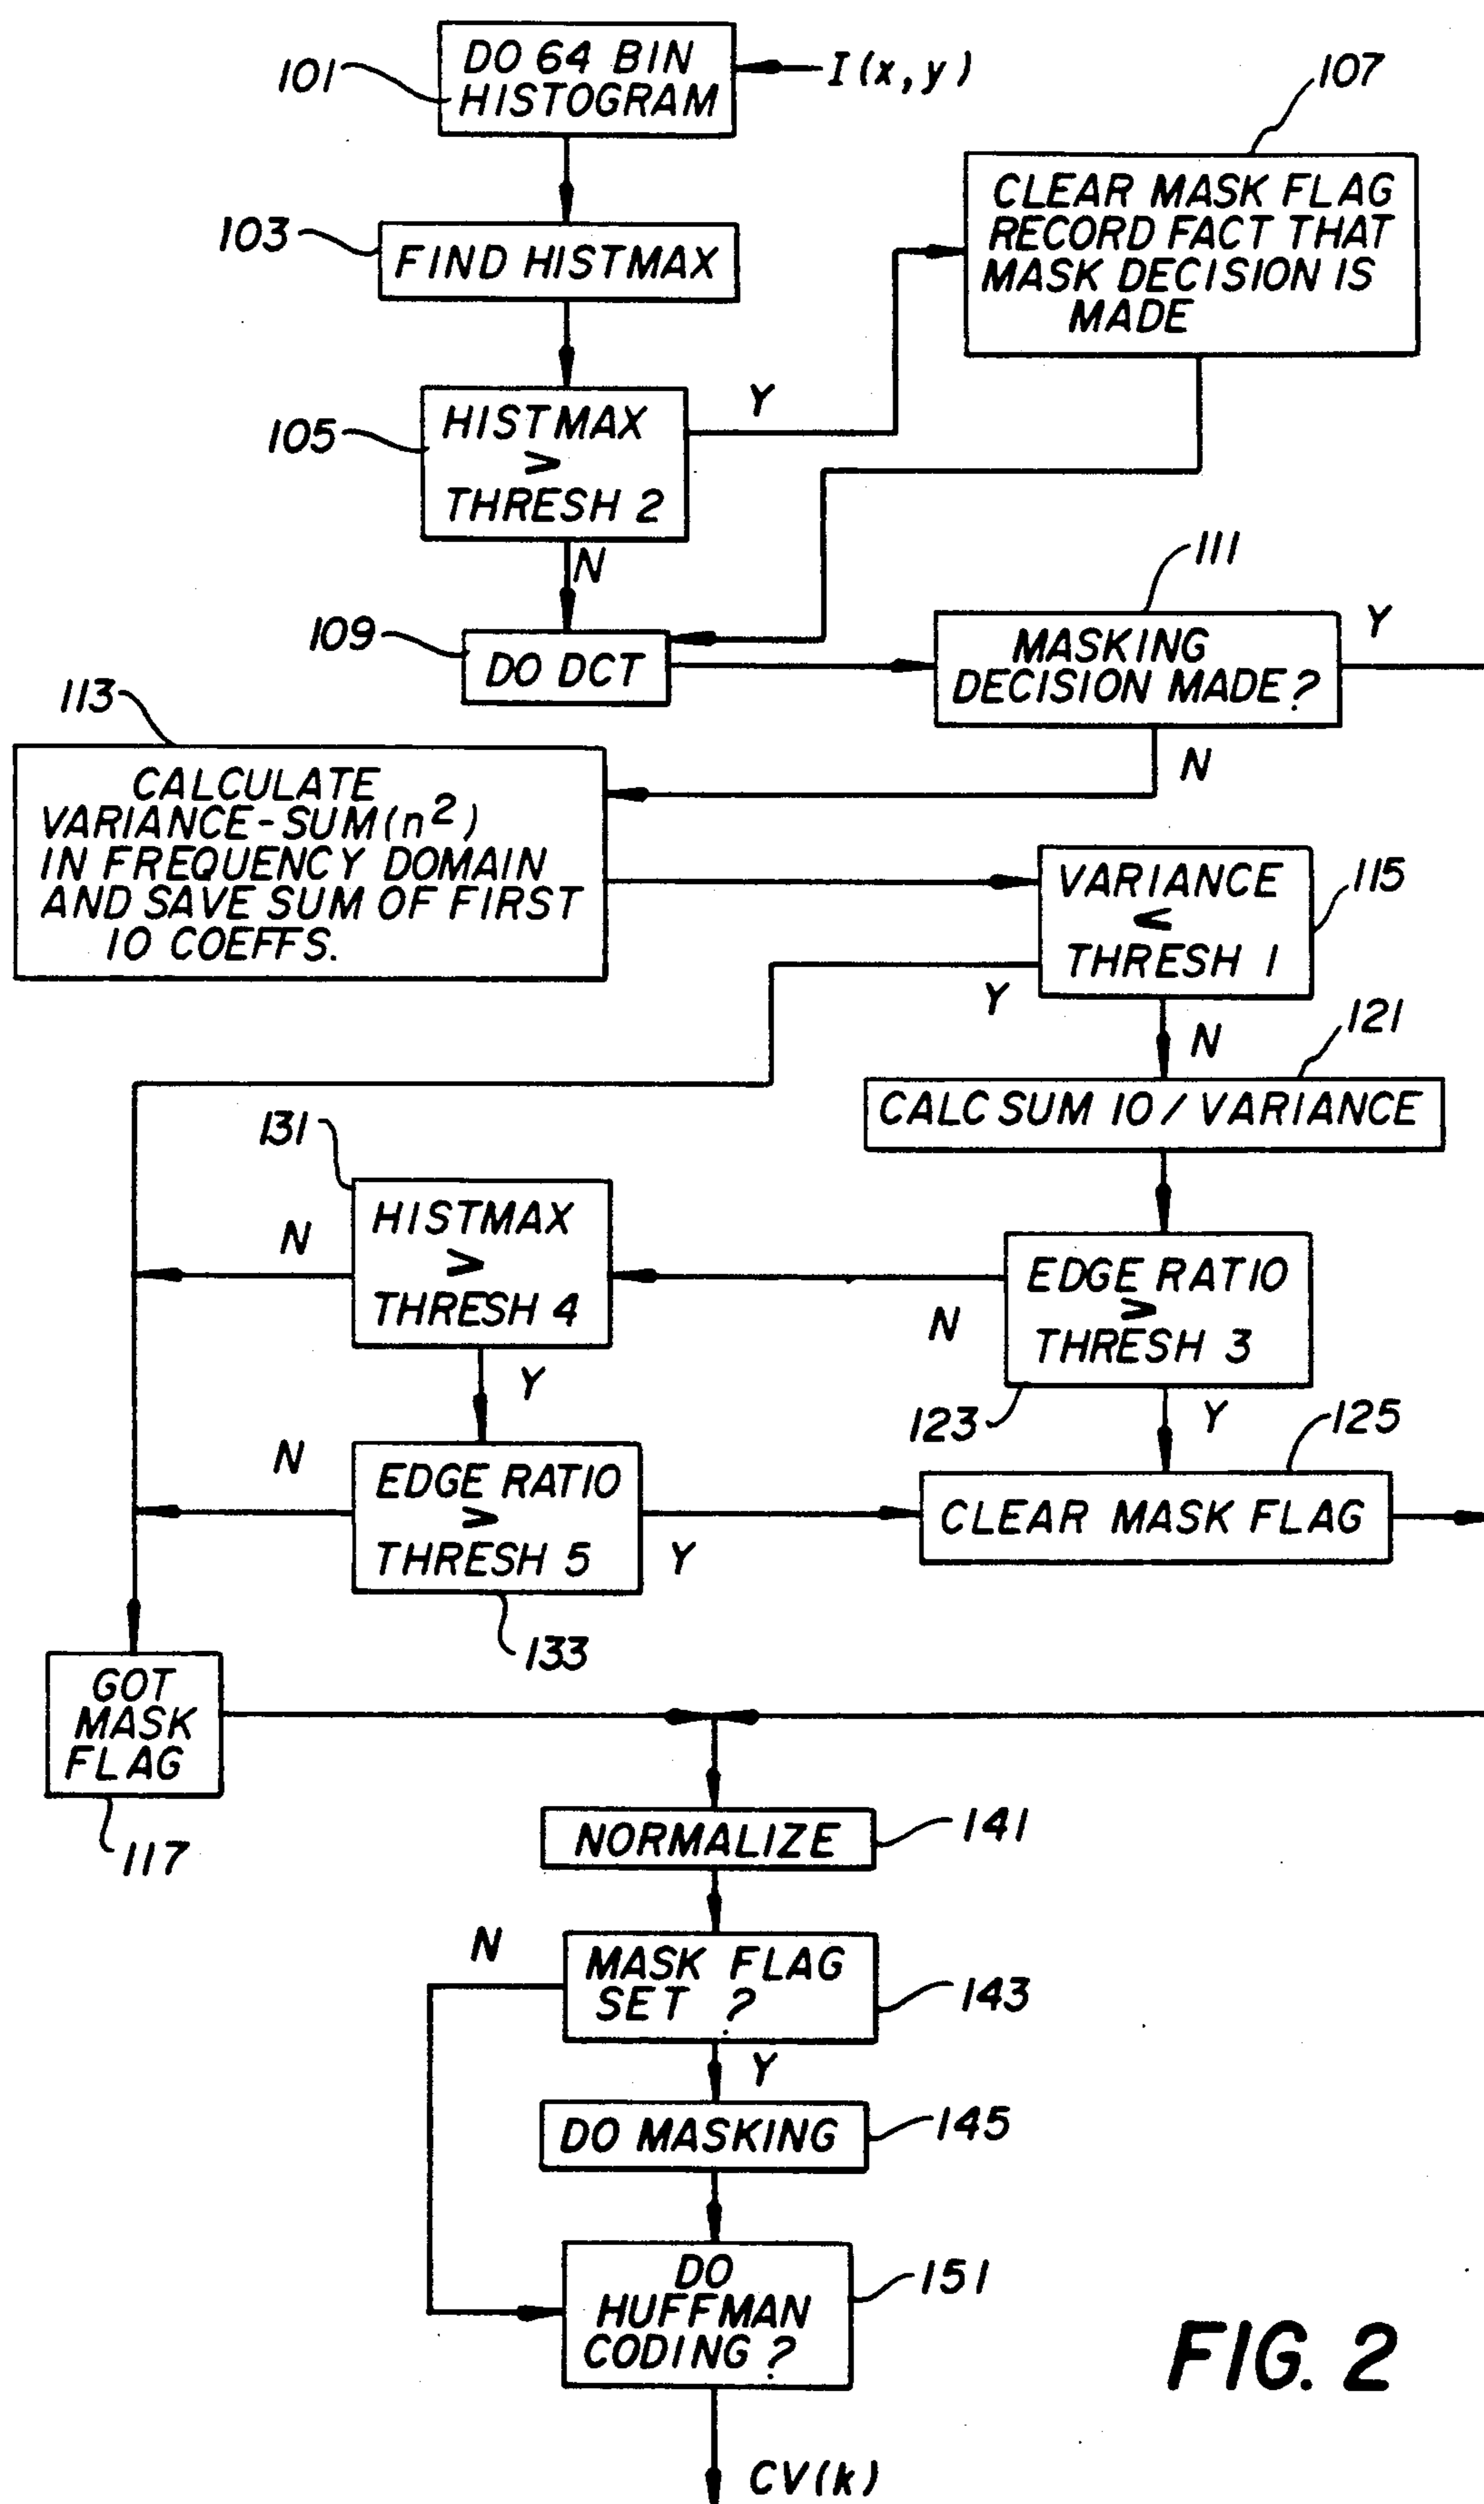 DO 64 BIN
HISTOGRAM
I(x,y)
101
107
CLEAR MASK FLAG
RECORD FACT THAT
MASK DECISION IS
MADE
103
FIND HISTMAX
105
HISTMAX
>
THRESH 2
Y
N
109
DO DCT
111
MASKING
DECISION MADE?
Y
N
113
CALCULATE
VARIANCE-SUM(n²)
IN FREQUENCY DOMAIN
AND SAVE SUM OF FIRST
10 COEFFS.
VARIANCE
<
THRESH 1
115
Y
N
121
CALC SUM 10 / VARIANCE
131
HISTMAX
>
THRESH 4
N
Y
EDGE RATIO
>
THRESH 3
N
123
Y
125
CLEAR MASK FLAG
N
EDGE RATIO
>
THRESH 5
Y
133
GOT
MASK
FLAG
117
NORMALIZE
141
N
MASK FLAG
SET ?
143
Y
DO MASKING
145
DO
HUFFMAN
CODING ?
151
CV(k)
FIG. 2